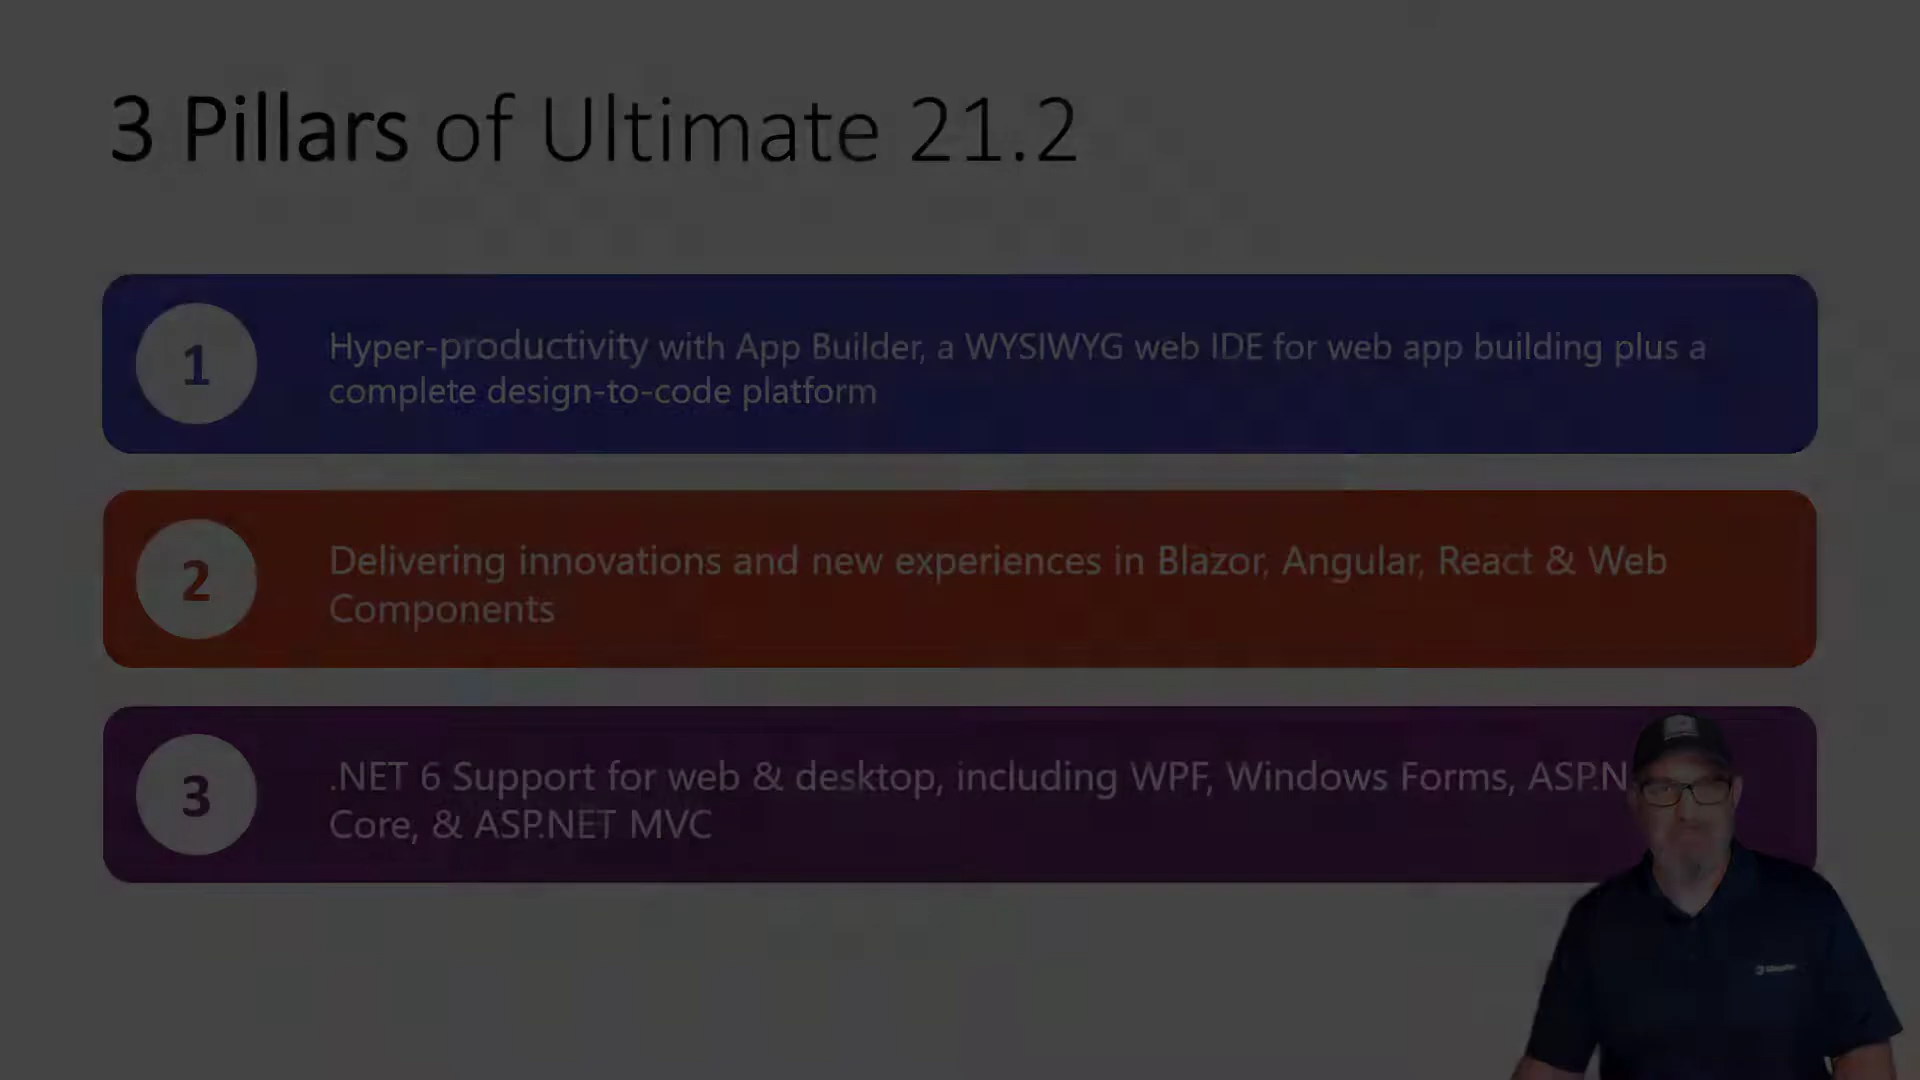 3 Pillars of Ultimate 21.2
1
Hyper-productivity with App Builder, a WYSIWYG web IDE for web app building plus a
complete design-to-code platform
2
Delivering innovations and new experiences in Blazor, Angular, React & Web
Components
3
.NET 6 Support for web & desktop, including WPF, Windows Forms, ASP.N
Core, & ASP.NET MVC